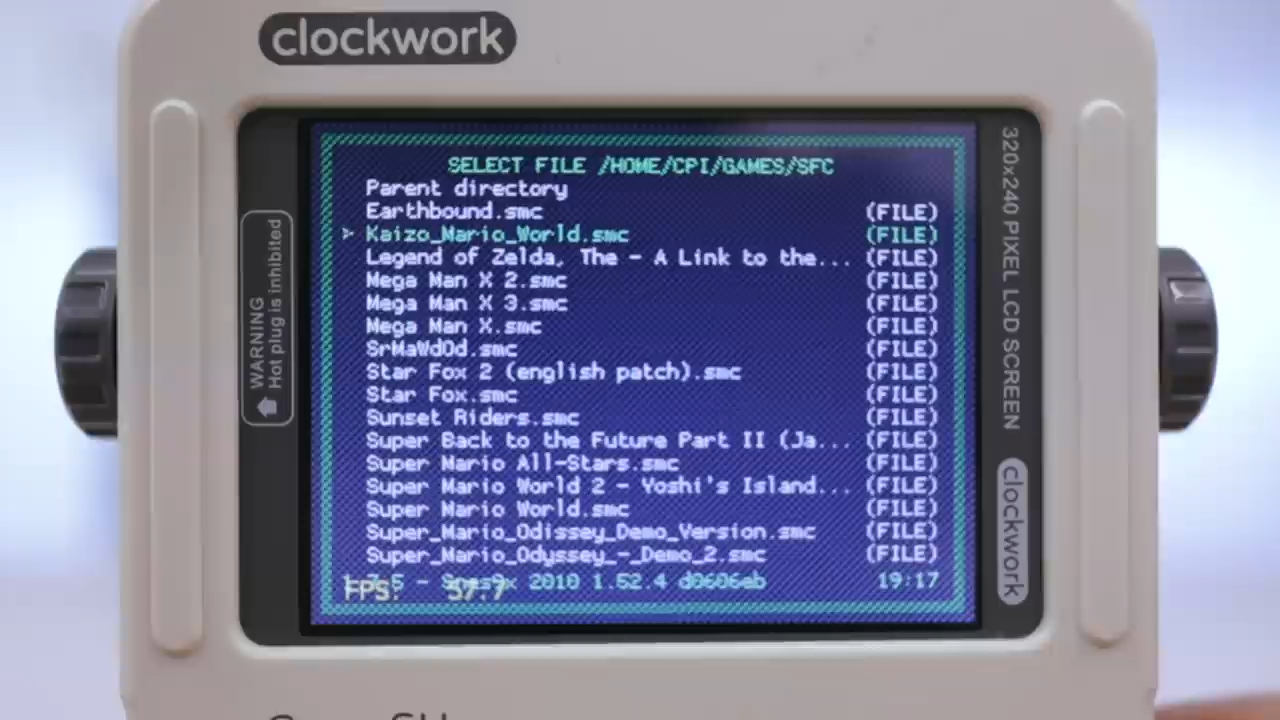 clockwork
WARNING
Hot plug is inhibited
SELECT FILE /HOME/CPI/GAMES/SFC
Parent directory
Earthbound.smc (FILE)
> Kaizo_Mario_World.smc (FILE)
Legend of Zelda, The - A Link to the... (FILE)
Mega Man X 2.smc (FILE)
Mega Man X 3.smc (FILE)
Mega Man X.smc (FILE)
SrMaWdOd.smc (FILE)
Star Fox 2 (english patch).smc (FILE)
Star Fox.smc (FILE)
Sunset Riders.smc (FILE)
Super Back to the Future Part II (Ja... (FILE)
Super Mario All-Stars.smc (FILE)
Super Mario World 2 - Yoshi's Island... (FILE)
Super Mario World.smc (FILE)
Super_Mario_Odissey_Demo_Version.smc (FILE)
Super_Mario_Odyssey_-_Demo_2.smc (FILE)
- Snes9x 2010 1.52.4 d0606eb 19:17
FPS: 57.7
320x240 PIXEL LCD SCREEN
clockwork